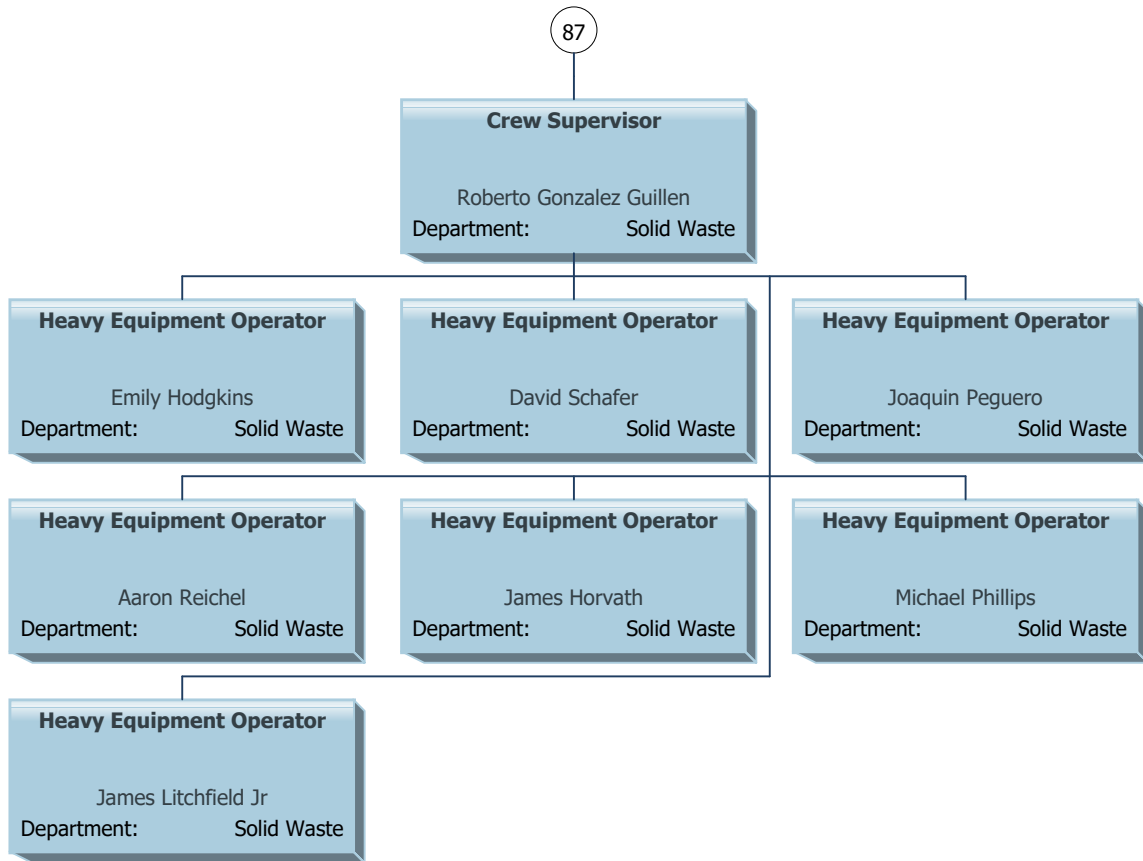 87
Crew Supervisor
Roberto Gonzalez Guillen
Department: Solid Waste
Heavy Equipment Operator
Emily Hodgkins
Department: Solid Waste
Heavy Equipment Operator
David Schafer
Department: Solid Waste
Heavy Equipment Operator
Joaquin Peguero
Department: Solid Waste
Heavy Equipment Operator
Aaron Reichel
Department: Solid Waste
Heavy Equipment Operator
James Horvath
Department: Solid Waste
Heavy Equipment Operator
Michael Phillips
Department: Solid Waste
Heavy Equipment Operator
James Litchfield Jr
Department: Solid Waste